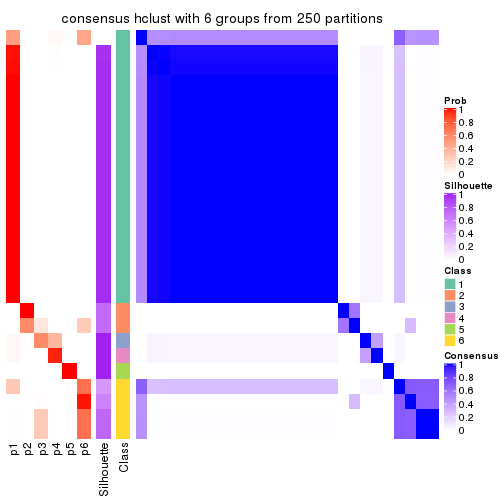 consensus hclust with 6 groups from 250 partitions
Prob
1
0.8
0.6
0.4
0.2
0
Silhouette
1
0.8
0.6
0.4
0.2
0
Class
1
2
3
4
5
6
Consensus
1
0.8
0.6
0.4
0.2
0
p1
p2
p3
p4
p5
p6
Silhouette
Class